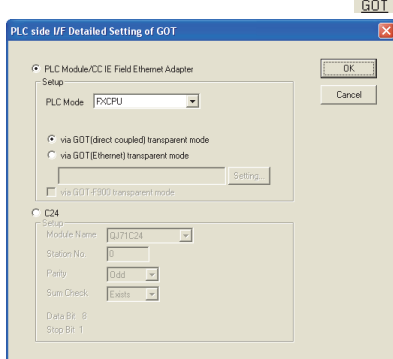 GOT
PLC side I/F Detailed Setting of GOT
PLC Module/CC IE Field Ethernet Adapter
OK
Setup
Cancel
PLC Mode FXCPU
via GOT(direct coupled) transparent mode
via GOT(Ethernet) transparent mode
Setting...
via GOT-F900 transparent mode
C24
Setup
Module Name QJ71C24
Station No. 0
Parity Odd
Sum Check Exists
Data Bit 8
Stop Bit 1